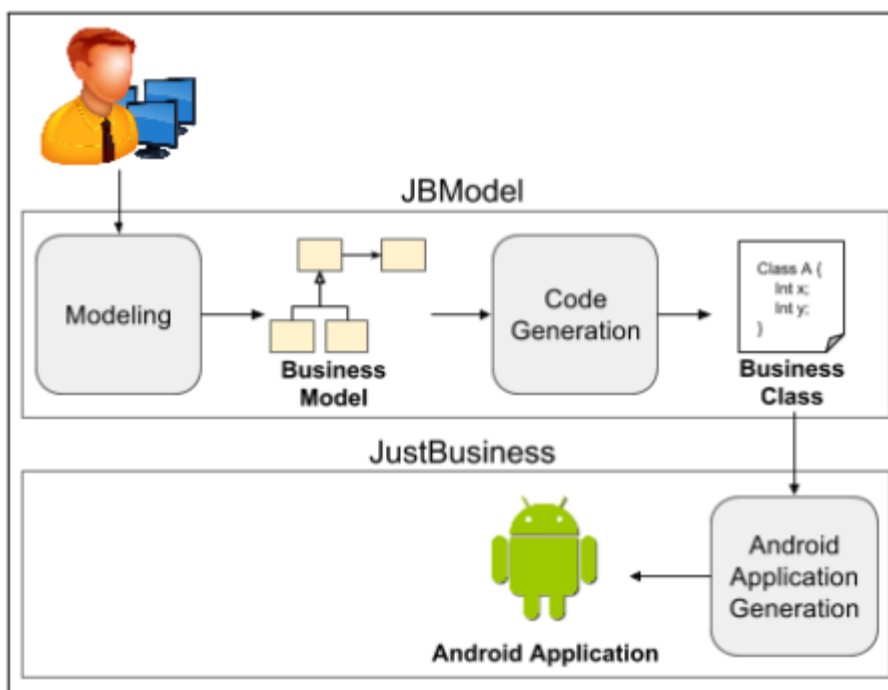 JBModel
Modeling
Business
Model
Code
Generation
Class A {
Int x;
Int y;
}
Business
Class
JustBusiness
Android Application
Android
Application
Generation